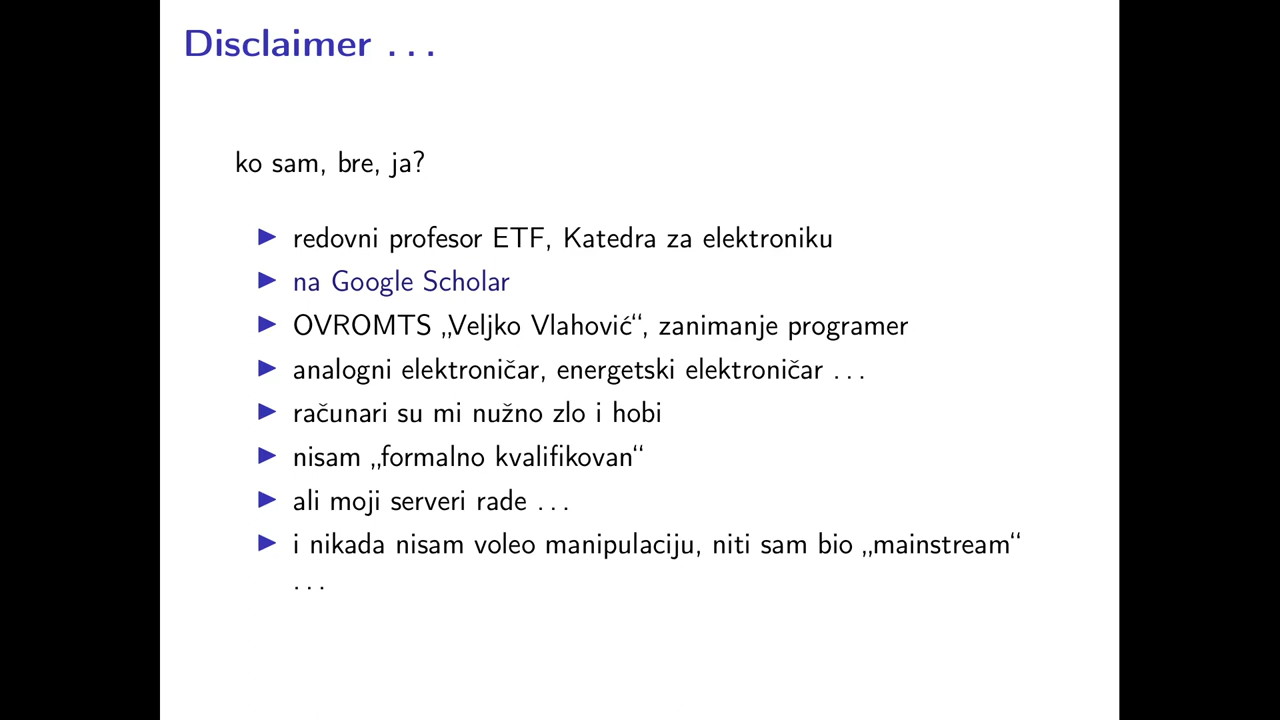 Disclaimer . . .
ko sam, bre, ja?
▶ redovni profesor ETF, Katedra za elektroniku
▶ na Google Scholar
▶ OVROMTS „Veljko Vlahović“, zanimanje programer
▶ analogni elektroničar, energetski elektroničar . . .
▶ računari su mi nužno zlo i hobi
▶ nisam „formalno kvalifikovan“
▶ ali moji serveri rade . . .
▶ i nikada nisam voleo manipulaciju, niti sam bio „mainstream“
. . .